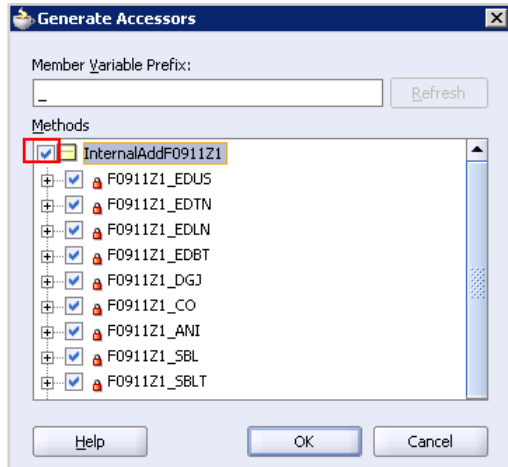 Generate Accessors
Member Variable Prefix:
_
Refresh
Methods
InternalAddF0911Z1
F0911Z1_EDUS
F0911Z1_EDTN
F0911Z1_EDLN
F0911Z1_EDBT
F0911Z1_DGJ
F0911Z1_CO
F0911Z1_ANI
F0911Z1_SBL
F0911Z1_SBLT
Help
OK
Cancel